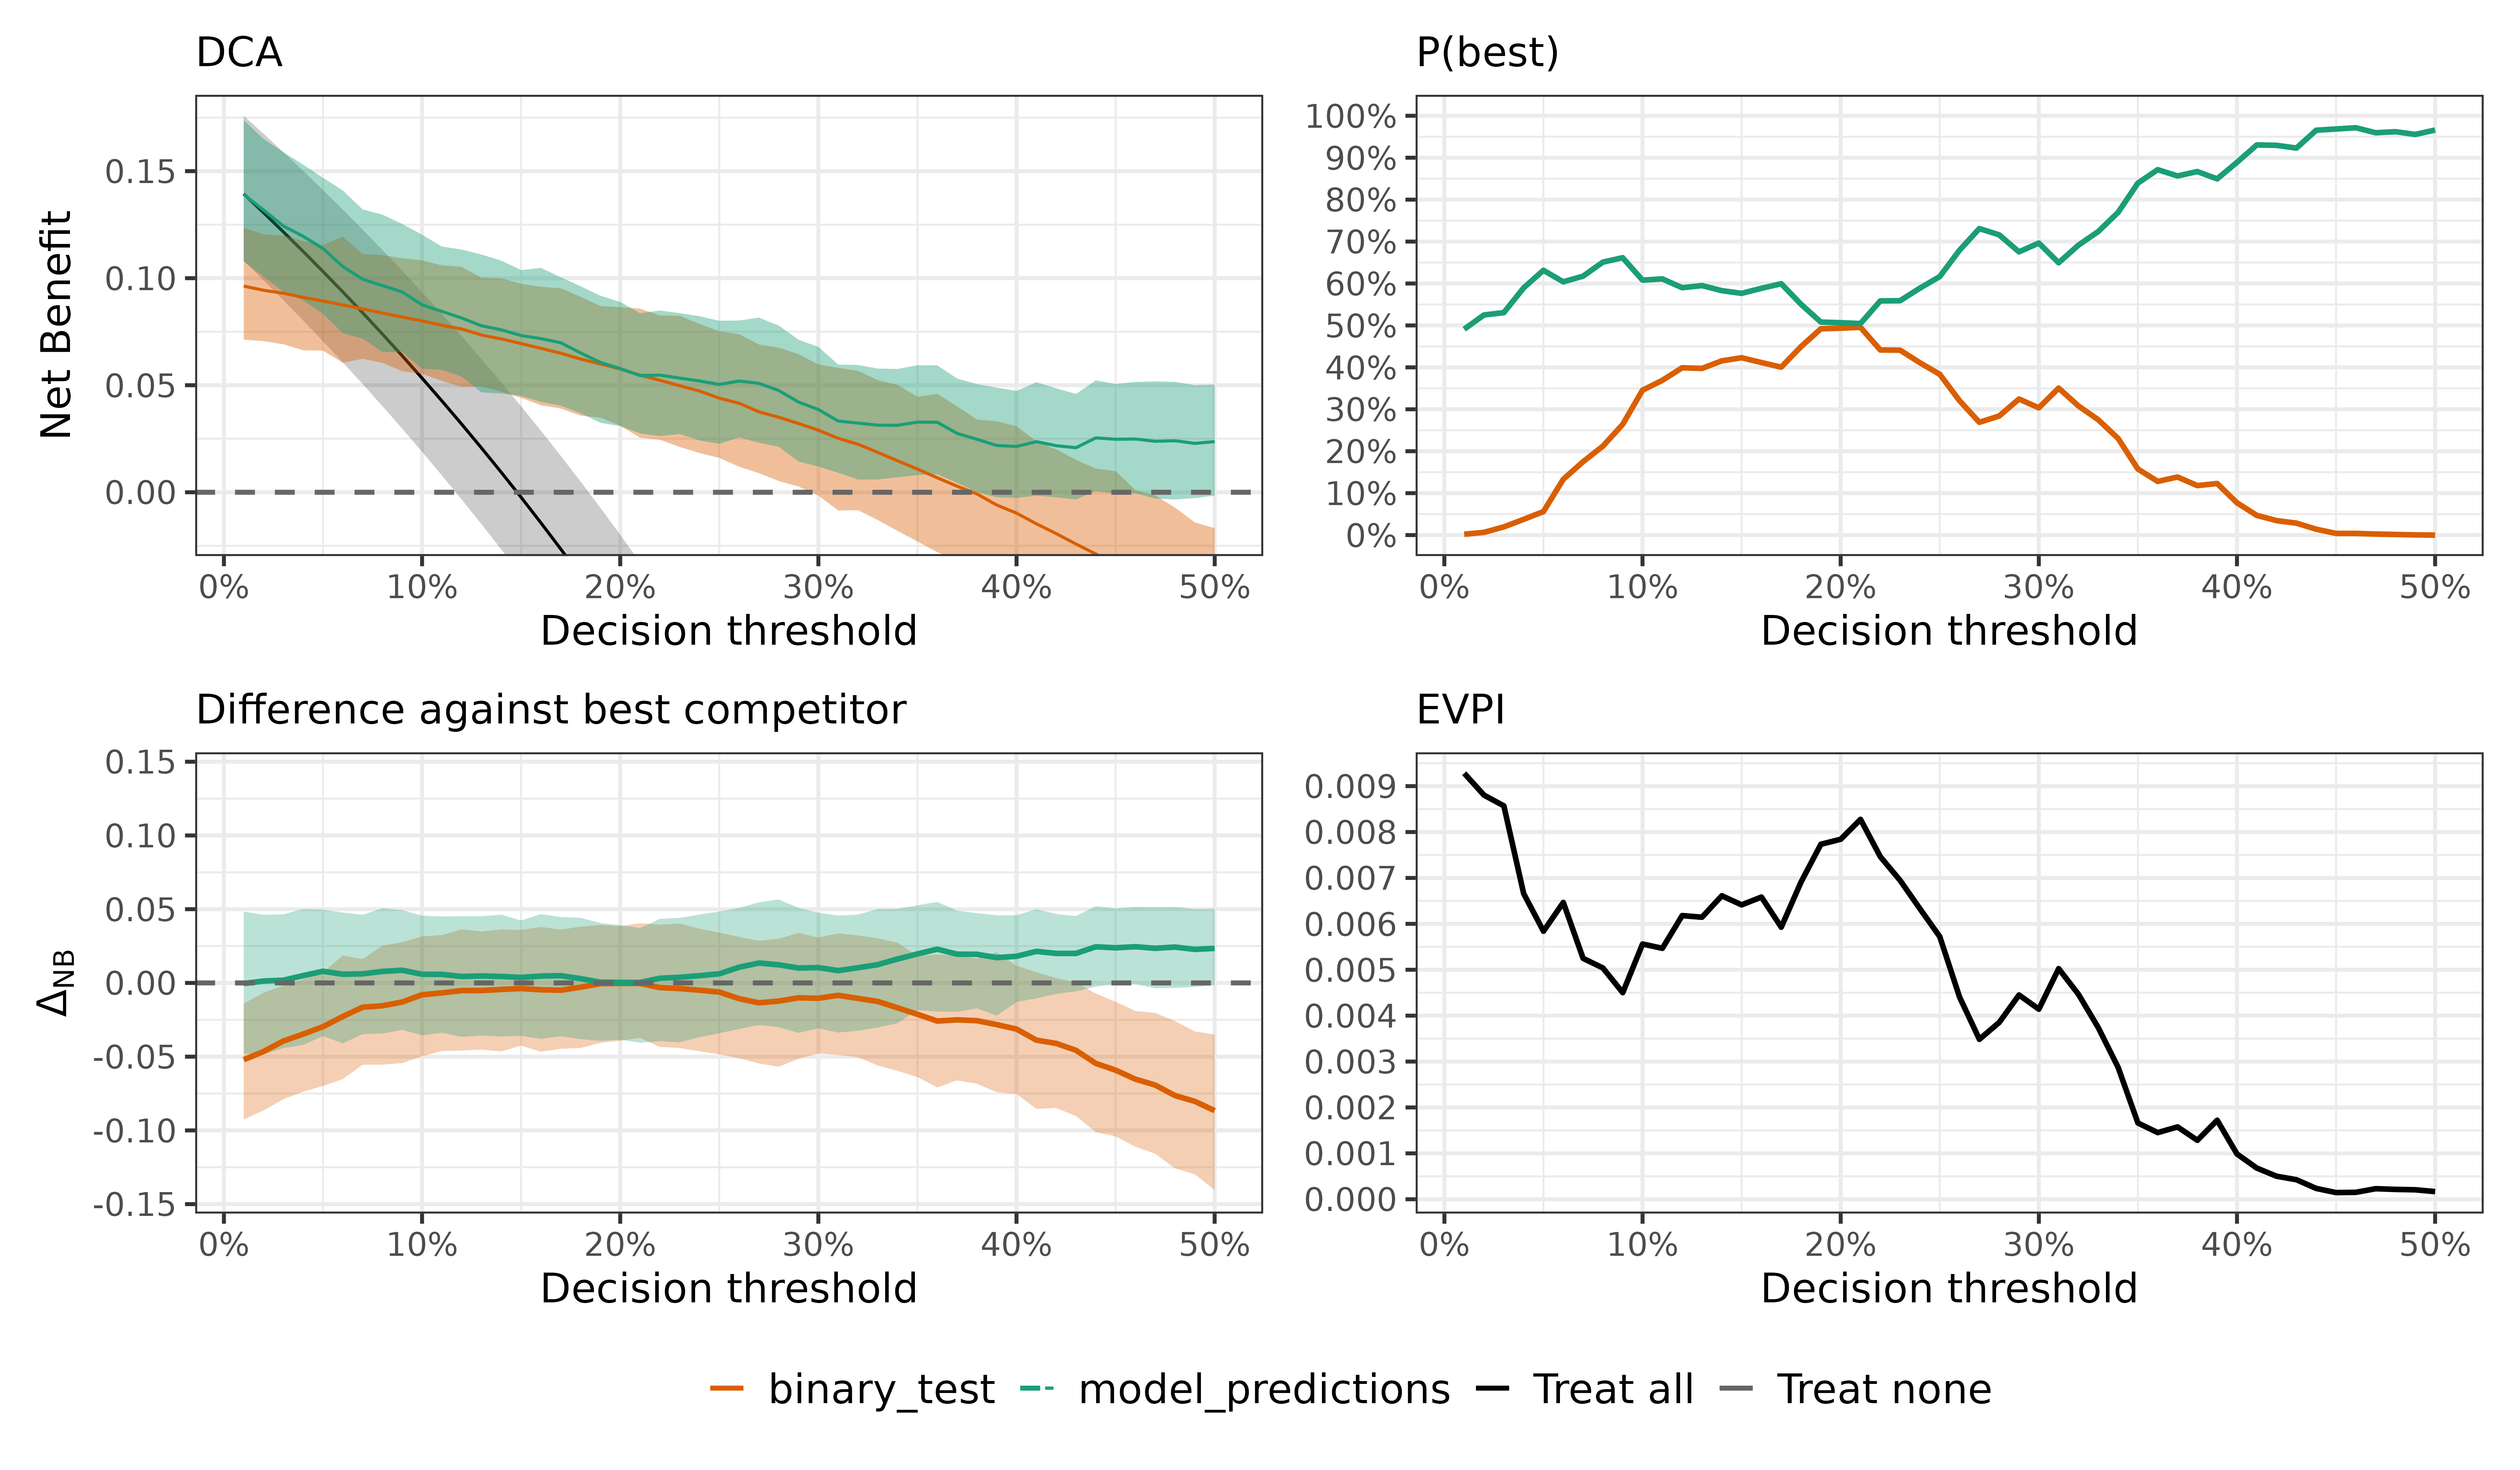 DCA
Net Benefit
0.15
0.10
0.05
0.00
0% 10% 20% 30% 40% 50%
Decision threshold
P(best)
100%
90%
80%
70%
60%
50%
40%
30%
20%
10%
0%
0% 10% 20% 30% 40% 50%
Decision threshold
Difference against best competitor
ΔNB
0.15
0.10
0.05
0.00
-0.05
-0.10
-0.15
0% 10% 20% 30% 40% 50%
Decision threshold
EVPI
0.009
0.008
0.007
0.006
0.005
0.004
0.003
0.002
0.001
0.000
0% 10% 20% 30% 40% 50%
Decision threshold
binary_test model_predictions Treat all Treat none